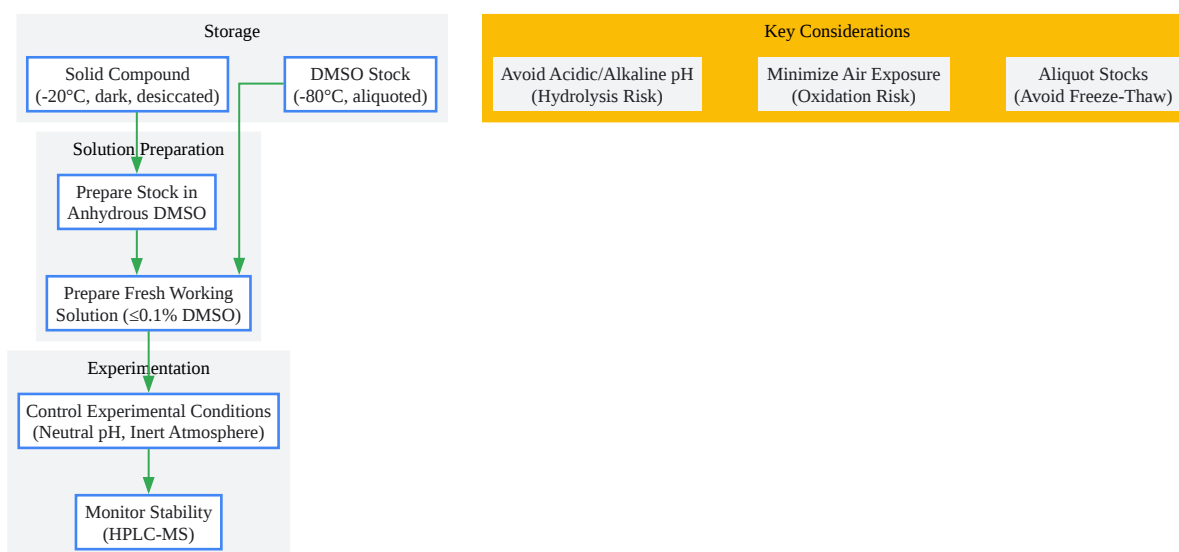 Storage
Solid Compound
(-20°C, dark, desiccated)
DMSO Stock
(-80°C, aliquoted)
Solution Preparation
Prepare Stock in
Anhydrous DMSO
Prepare Fresh Working
Solution (≤0.1% DMSO)
Experimentation
Control Experimental Conditions
(Neutral pH, Inert Atmosphere)
Monitor Stability
(HPLC-MS)
Key Considerations
Avoid Acidic/Alkaline pH
(Hydrolysis Risk)
Minimize Air Exposure
(Oxidation Risk)
Aliquot Stocks
(Avoid Freeze-Thaw)